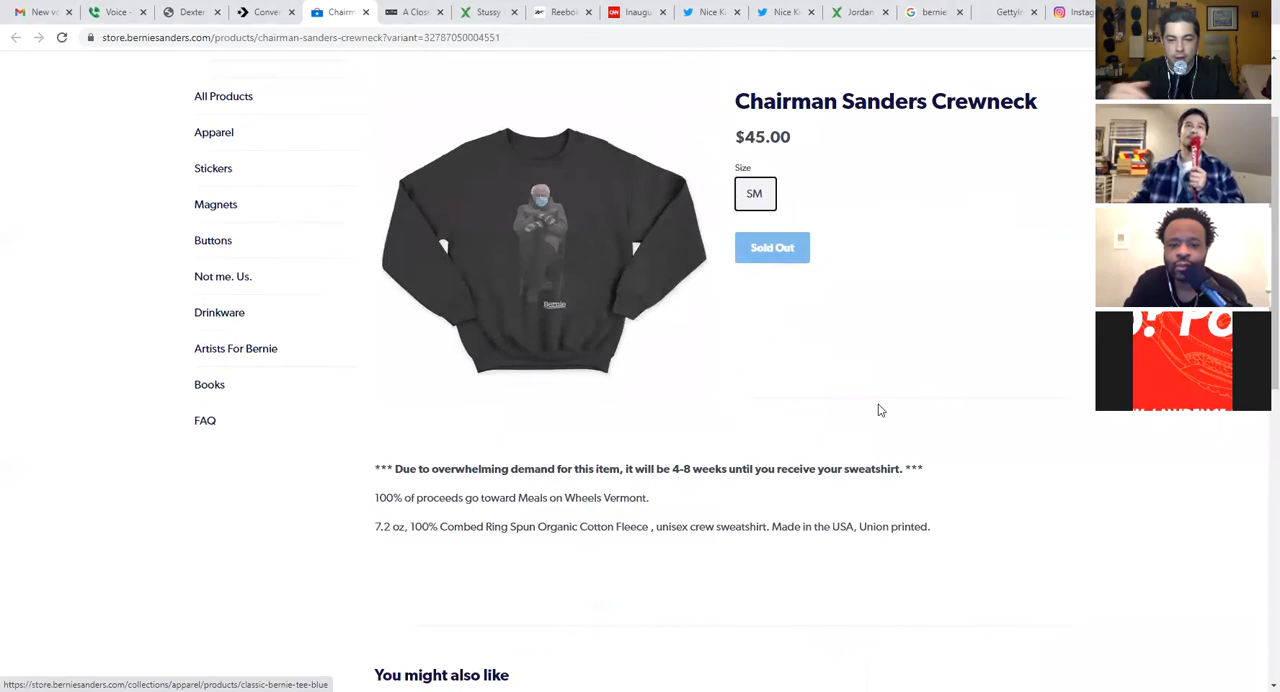 New vo
Voice -
Dexter
Conver
Chairm
A Clos
Stussy
Reebo
CNN
Inaugu
Nice Ki
Nice Ki
Jordan
bernie
GettyIn
Instag
store.berniesanders.com/products/chairman-sanders-crewneck?variant=32787050004551
All Products
Apparel
Stickers
Magnets
Buttons
Not me. Us.
Drinkware
Artists For Bernie
Books
FAQ
Bernie
Chairman Sanders Crewneck
$45.00
Size
SM
Sold Out
*** Due to overwhelming demand for this item, it will be 4-8 weeks until you receive your sweatshirt. ***
100% of proceeds go toward Meals on Wheels Vermont.
7.2 oz, 100% Combed Ring Spun Organic Cotton Fleece , unisex crew sweatshirt. Made in the USA, Union printed.
You might also like
https://store.berniesanders.com/collections/apparel/products/classic-bernie-tee-blue